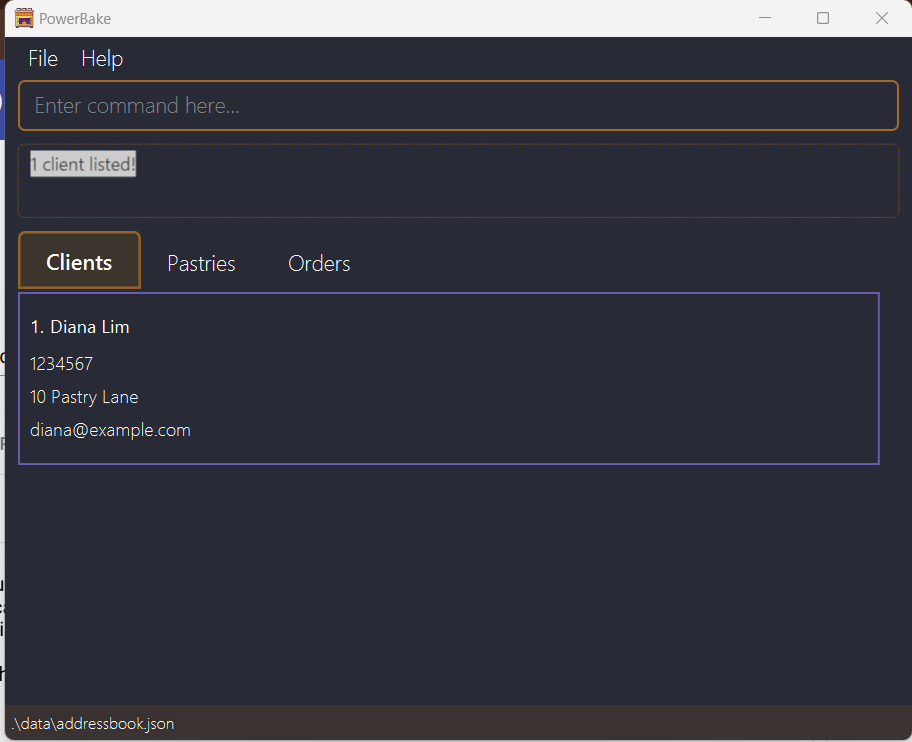 PowerBake
File Help
Enter command here...
1 client listed!
Clients Pastries Orders
1. Diana Lim
1234567
10 Pastry Lane
diana@example.com
.\data\addressbook.json